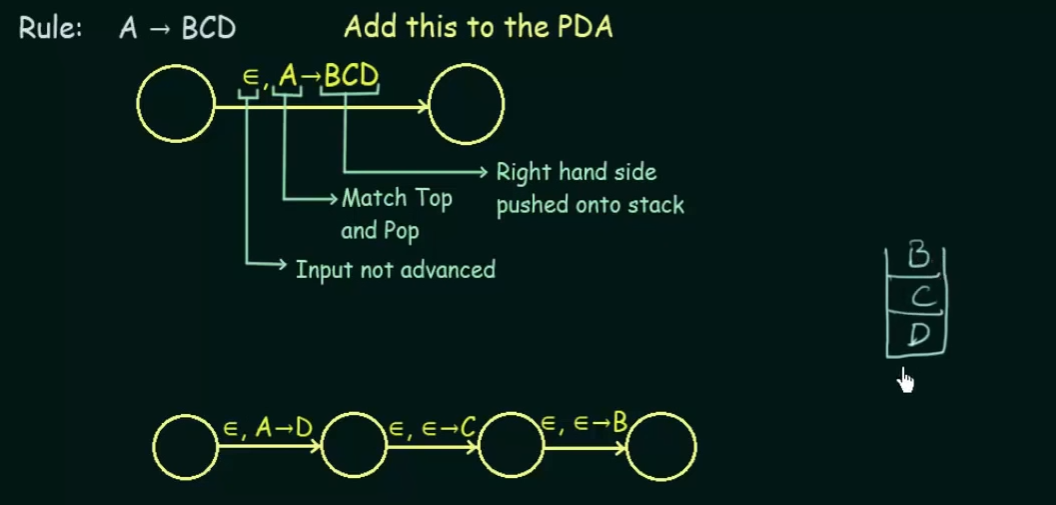 Rule: A → BCD Add this to the PDA
∈, A→BCD
Right hand side
pushed onto stack
Match Top
and Pop
Input not advanced
B
C
D
∈, A→D ∈, ∈→C ∈, ∈→B